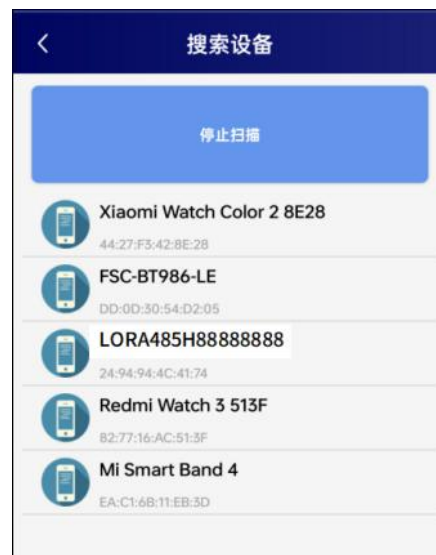 搜索设备
停止扫描
Xiaomi Watch Color 2 8E28
44:27:F3:42:8E:28
FSC-BT986-LE
DD:0D:30:54:D2:05
LORA485H88888888
24:94:94:4C:41:74
Redmi Watch 3 513F
82:77:16:AC:51:3F
Mi Smart Band 4
EA:C1:6B:11:EB:3D